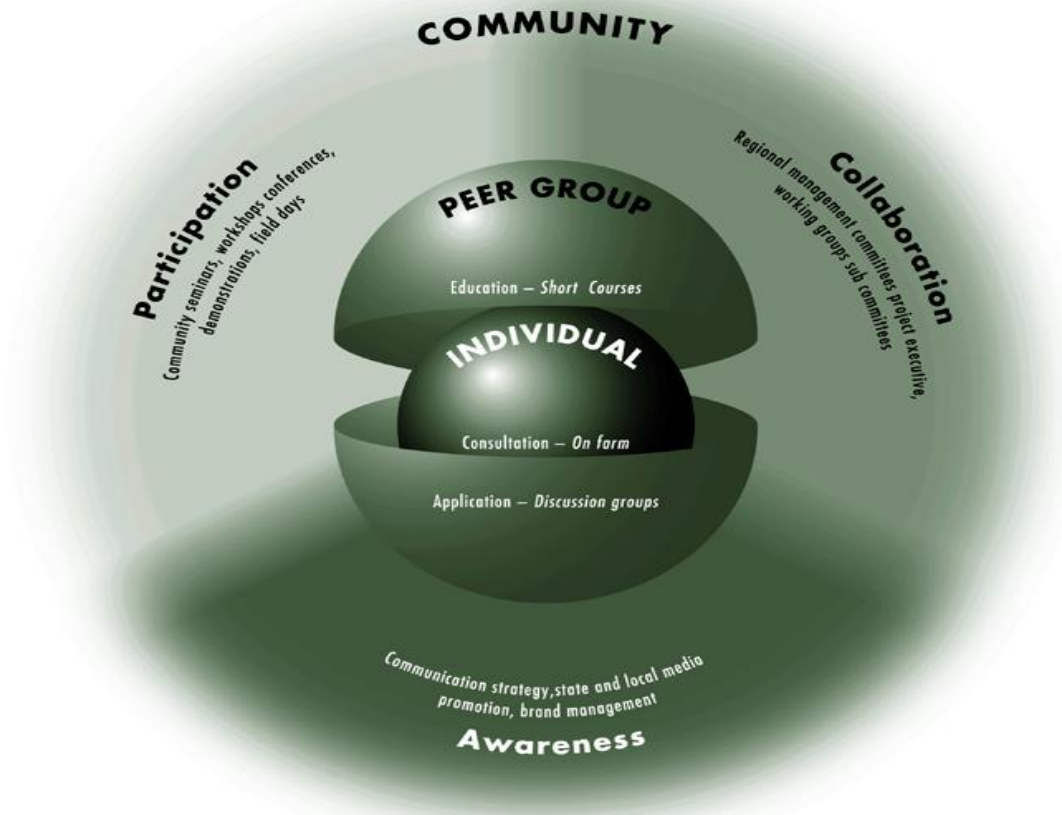 COMMUNITY
Participation
Community seminars, workshops conferences,
demonstrations, field days
Collaboration
Regional management committees project executive,
working groups sub committees
PEER GROUP
Education – Short Courses
INDIVIDUAL
Consultation – On farm
Application – Discussion groups
Communication strategy,state and local media
promotion, brand management
Awareness